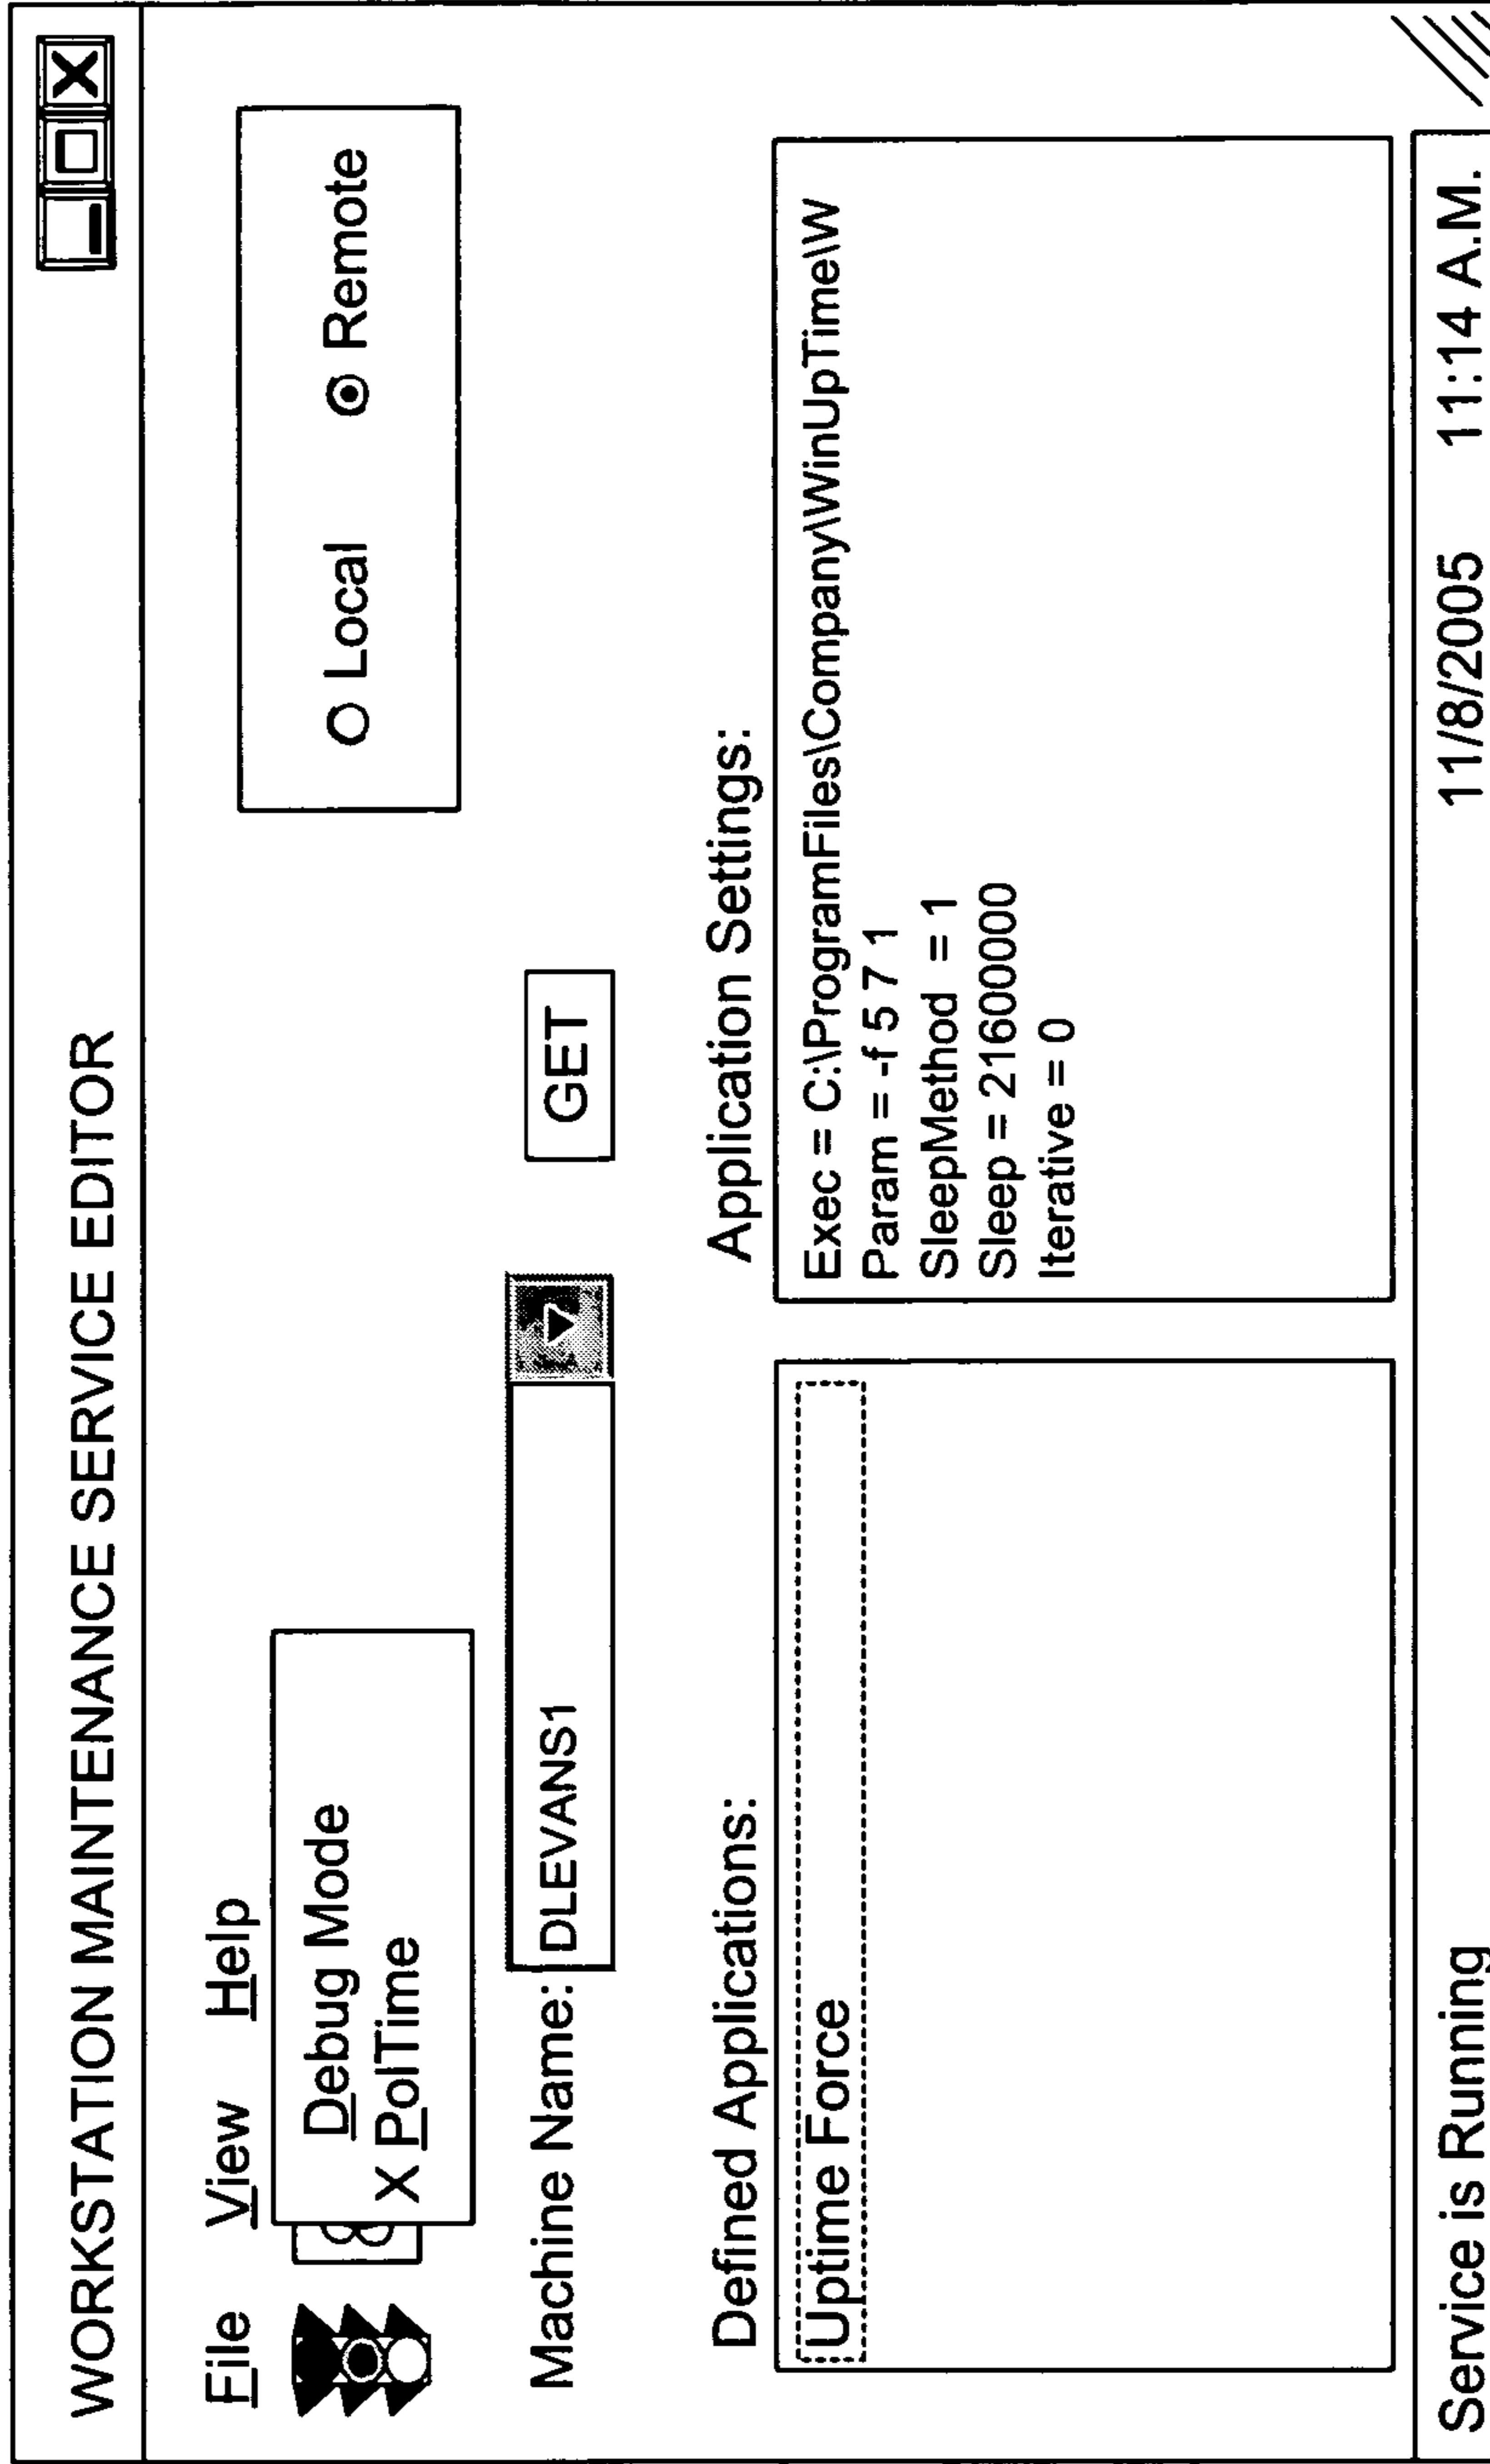 WORKSTATION MAINTENANCE SERVICE EDITOR
File View Help
Debug Mode
X PolTime
Local Remote
Machine Name: DLEVANS1 GET
Defined Applications:
Uptime Force
Application Settings:
Exec = C:\ProgramFiles\Company\WinUpTime\W
Param = -f 5 7 1
SleepMethod = 1
Sleep = 21600000
Iterative = 0
Service is Running 11/8/2005 11:14 A.M.